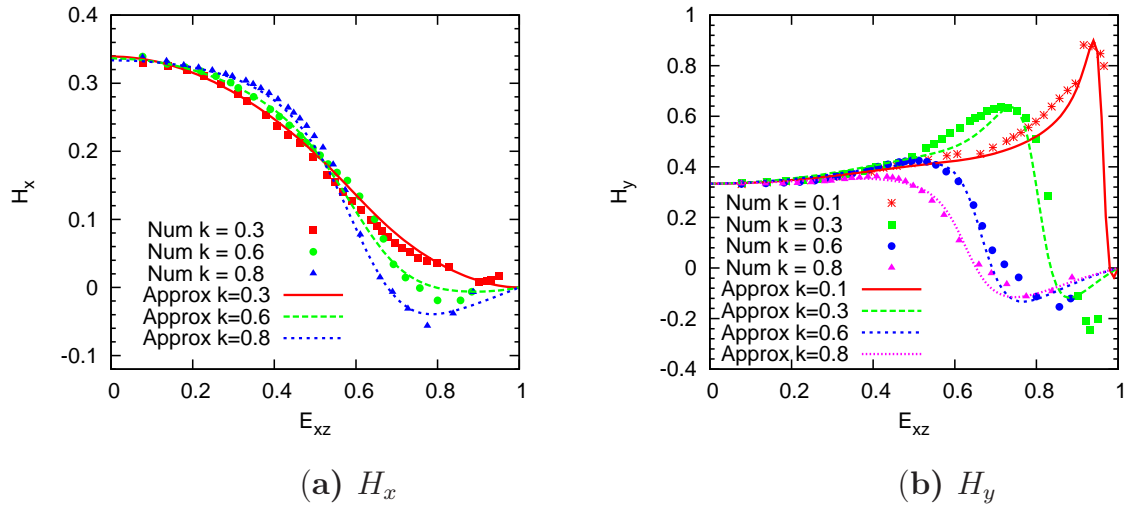 0.4
0.3
0.2
0.1
0
-0.1
H_x
Num k = 0.3
Num k = 0.6
Num k = 0.8
Approx k=0.3
Approx k=0.6
Approx k=0.8
0 0.2 0.4 0.6 0.8 1
E_xz
(a) H_x
1
0.8
0.6
0.4
0.2
0
-0.2
-0.4
H_y
Num k = 0.1
Num k = 0.3
Num k = 0.6
Num k = 0.8
Approx k=0.1
Approx k=0.3
Approx k=0.6
Approx k=0.8
0 0.2 0.4 0.6 0.8 1
E_xz
(b) H_y